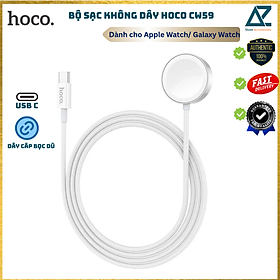 hoco.
BỘ SẠC KHÔNG DÂY HOCO CW59
Dành cho Apple Watch/ Galaxy Watch
USB C
DÂY CÁP BỌC DÙ
hoco.
AUTHENTIC
100%
FAST
DELIVERY